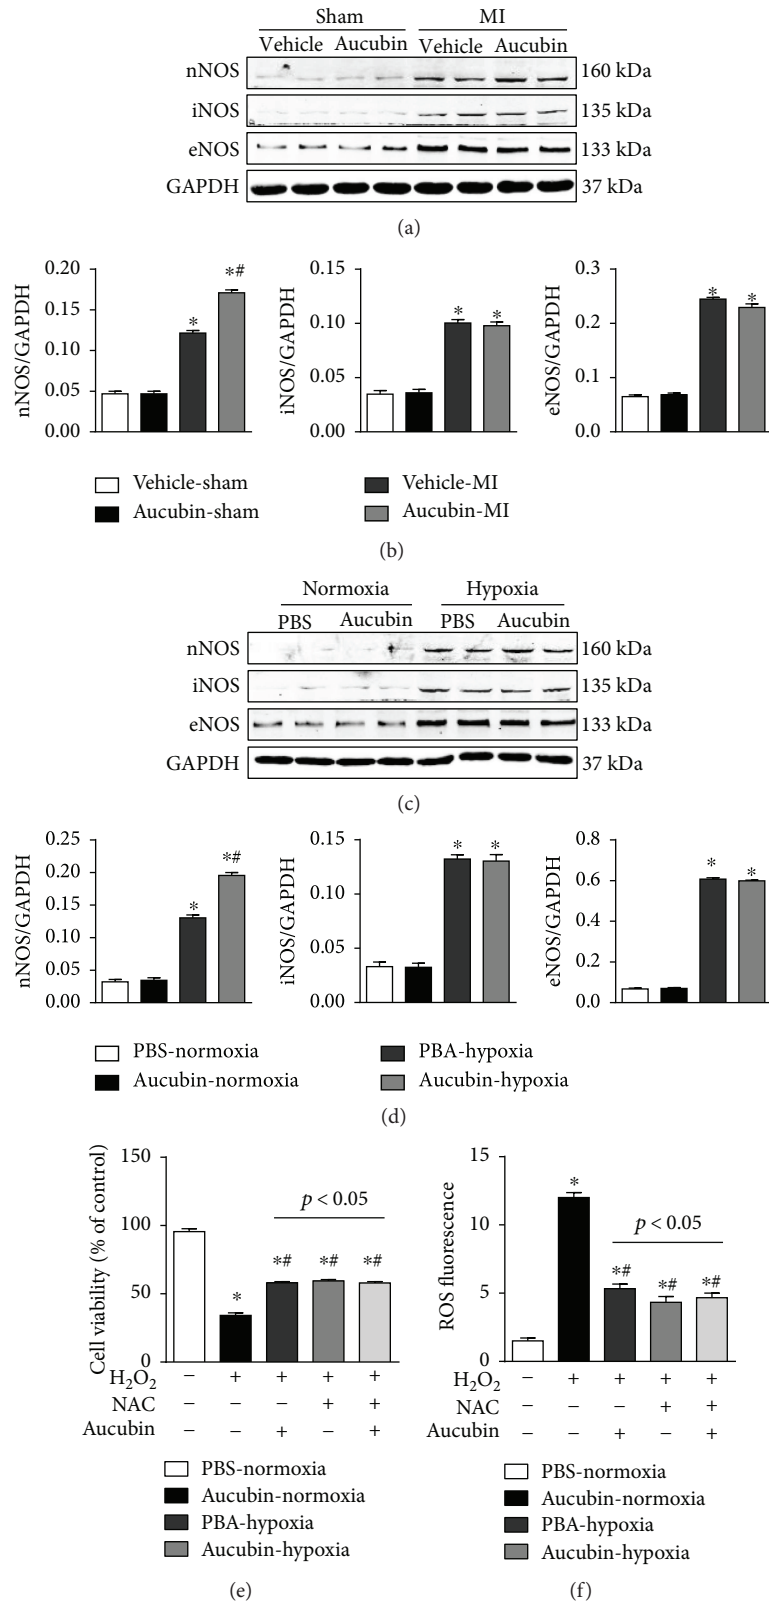 Sham MI
Vehicle Aucubin Vehicle Aucubin
nNOS 160 kDa
iNOS 135 kDa
eNOS 133 kDa
GAPDH 37 kDa
(a)
nNOS/GAPDH
0.20
0.15
0.10
0.05
0.00
*
*#
iNOS/GAPDH
0.15
0.10
0.05
0.00
*
*
eNOS/GAPDH
0.3
0.2
0.1
0.0
*
*
Vehicle-sham
Aucubin-sham
Vehicle-MI
Aucubin-MI
(b)
Normoxia Hypoxia
PBS Aucubin PBS Aucubin
nNOS 160 kDa
iNOS 135 kDa
eNOS 133 kDa
GAPDH 37 kDa
(c)
nNOS/GAPDH
0.25
0.20
0.15
0.10
0.05
0.00
*
*#
iNOS/GAPDH
0.15
0.10
0.05
0.00
*
*
eNOS/GAPDH
0.8
0.6
0.4
0.2
0.0
*
*
PBS-normoxia
Aucubin-normoxia
PBA-hypoxia
Aucubin-hypoxia
(d)
Cell viability (% of control)
150
100
50
0
p < 0.05
* *# *# *#
H₂O₂ − + + + +
NAC − − − + +
Aucubin − − + − +
PBS-normoxia
Aucubin-normoxia
PBA-hypoxia
Aucubin-hypoxia
(e)
ROS fluorescence
15
10
5
0
*
p < 0.05
*# *# *#
H₂O₂ − + + + +
NAC − − − + +
Aucubin − − + − +
PBS-normoxia
Aucubin-normoxia
PBA-hypoxia
Aucubin-hypoxia
(f)